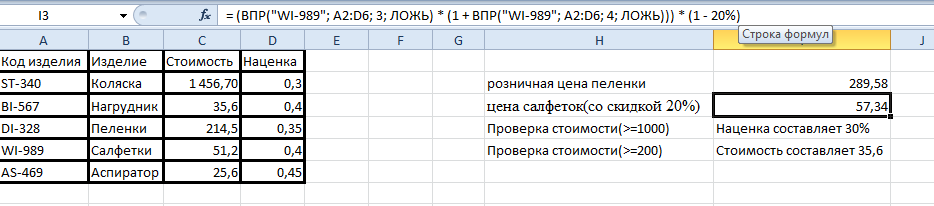 I3 fx = (ВПР("WI-989"; A2:D6; 3; ЛОЖЬ) * (1 + ВПР("WI-989"; A2:D6; 4; ЛОЖЬ))) * (1 - 20%)
Строка формул
A B C D E F G H J
Код изделия Изделие Стоимость Наценка
ST-340 Коляска 1 456,70 0,3 розничная цена пеленки 289,58
BI-567 Нагрудник 35,6 0,4 цена салфеток(со скидкой 20%) 57,34
DI-328 Пеленки 214,5 0,35 Проверка стоимости(>=1000) Наценка составляет 30%
WI-989 Салфетки 51,2 0,4 Проверка стоимости(>=200) Стоимость составляет 35,6
AS-469 Аспиратор 25,6 0,45